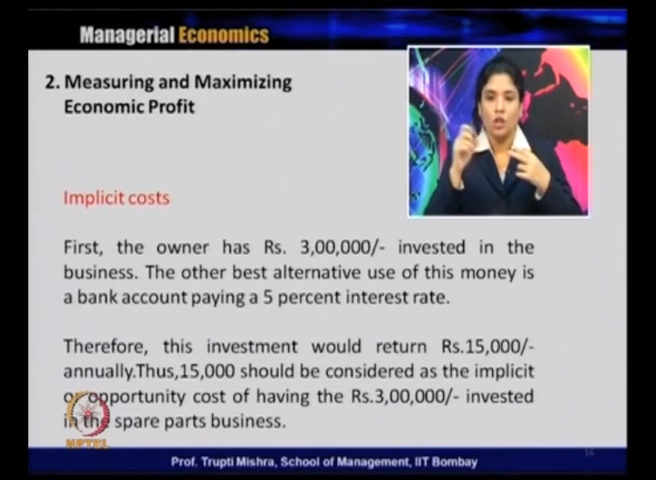 Managerial Economics
2. Measuring and Maximizing
Economic Profit
Implicit costs
First, the owner has Rs. 3,00,000/- invested in the
business. The other best alternative use of this money is
a bank account paying a 5 percent interest rate.
Therefore, this investment would return Rs.15,000/-
annually.Thus,15,000 should be considered as the implicit
or opportunity cost of having the Rs.3,00,000/- invested
in the spare parts business.
NPTEL
16
Prof. Trupti Mishra, School of Management, IIT Bombay